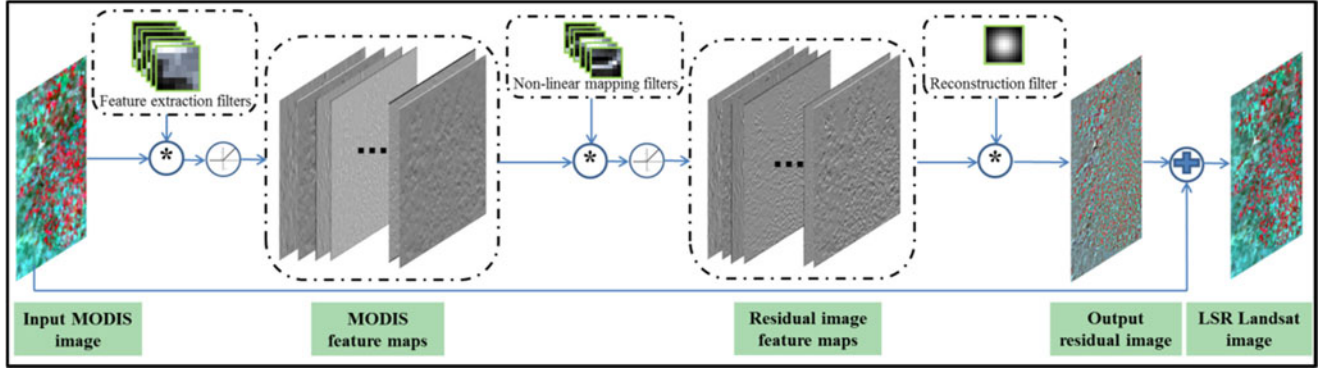 Feature extraction filters
Non-linear mapping filters
Reconstruction filter
*
*
*
...
...
Input MODIS
image
MODIS
feature maps
Residual image
feature maps
Output
residual image
LSR Landsat
image